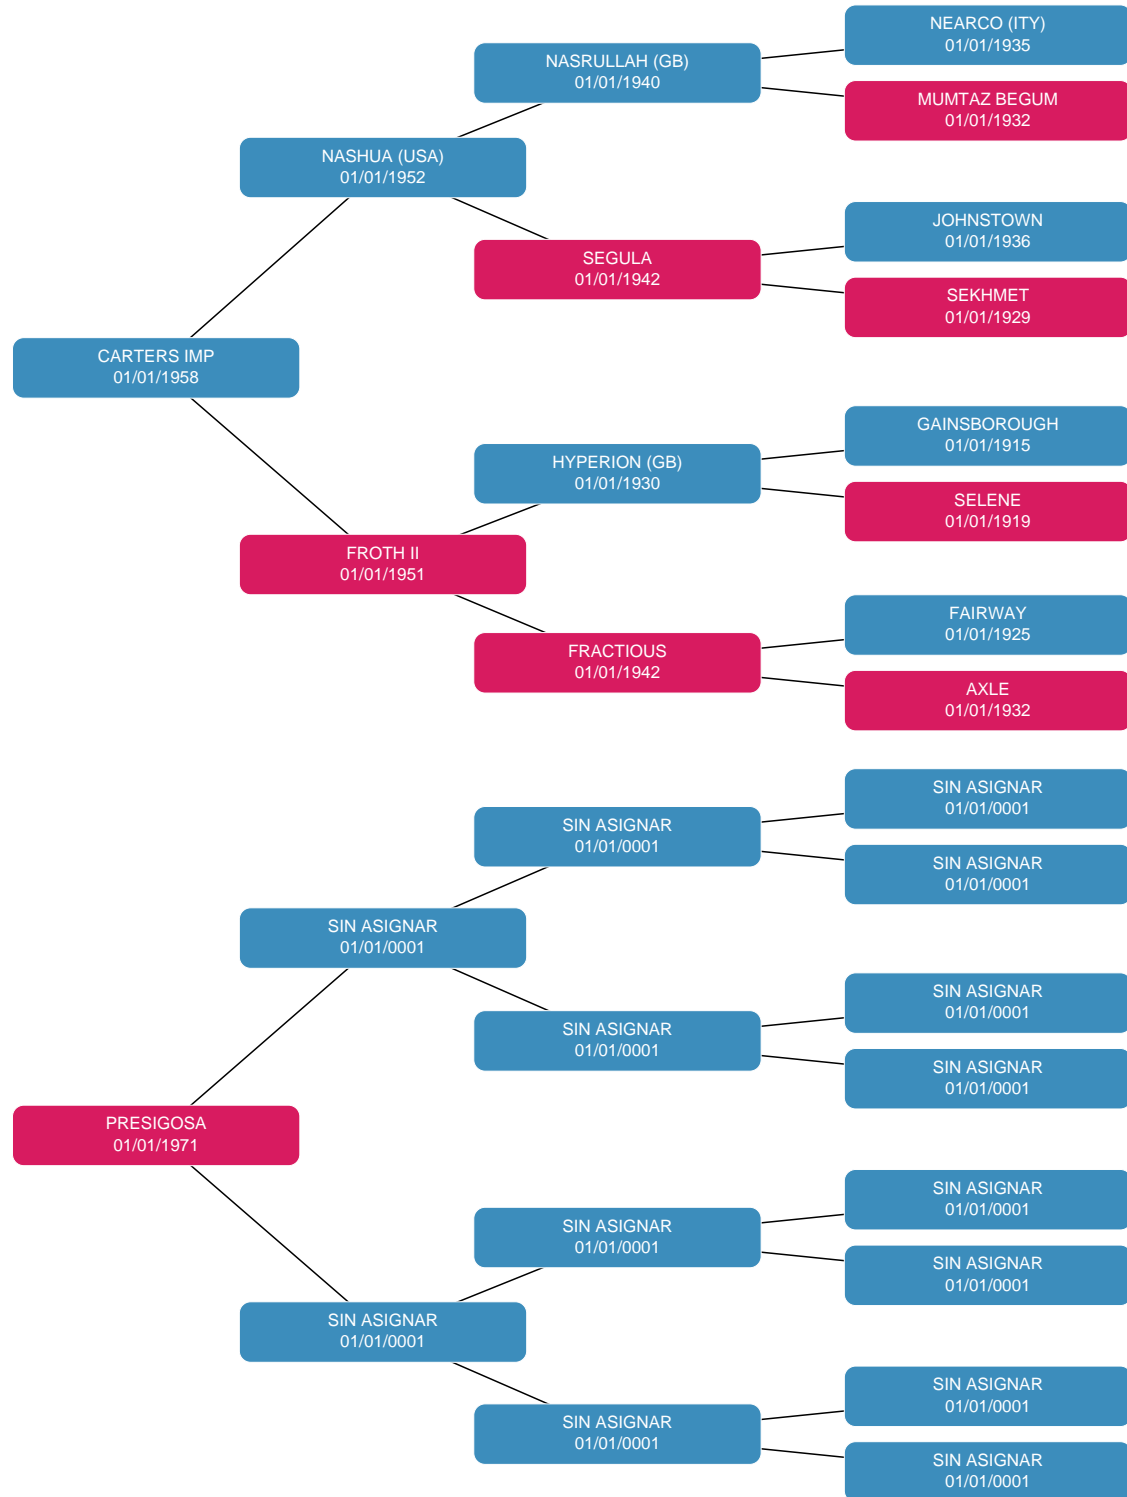 NEARCO (ITY)
01/01/1935
NASRULLAH (GB)
01/01/1940
MUMTAZ BEGUM
01/01/1932
NASHUA (USA)
01/01/1952
JOHNSTOWN
01/01/1936
SEGULA
01/01/1942
SEKHMET
01/01/1929
CARTERS IMP
01/01/1958
GAINSBOROUGH
01/01/1915
HYPERION (GB)
01/01/1930
SELENE
01/01/1919
FROTH II
01/01/1951
FAIRWAY
01/01/1925
FRACTIOUS
01/01/1942
AXLE
01/01/1932
SIN ASIGNAR
01/01/0001
SIN ASIGNAR
01/01/0001
SIN ASIGNAR
01/01/0001
SIN ASIGNAR
01/01/0001
SIN ASIGNAR
01/01/0001
SIN ASIGNAR
01/01/0001
SIN ASIGNAR
01/01/0001
PRESIGOSA
01/01/1971
SIN ASIGNAR
01/01/0001
SIN ASIGNAR
01/01/0001
SIN ASIGNAR
01/01/0001
SIN ASIGNAR
01/01/0001
SIN ASIGNAR
01/01/0001
SIN ASIGNAR
01/01/0001
SIN ASIGNAR
01/01/0001